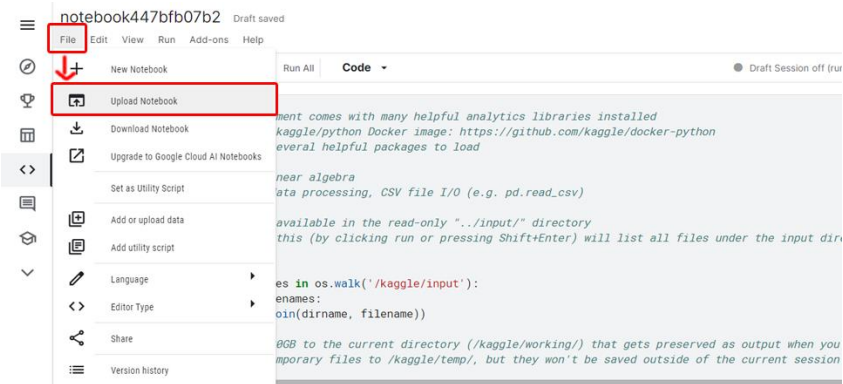 notebook447bfb07b2 Draft saved
File Edit View Run Add-ons Help
New Notebook
Run All Code
Draft Session off (run
Upload Notebook
ment comes with many helpful analytics libraries installed
Download Notebook
kaggle/python Docker image: https://github.com/kaggle/docker-python
everal helpful packages to load
Upgrade to Google Cloud AI Notebooks
near algebra
Set as Utility Script
ata processing, CSV file I/O (e.g. pd.read_csv)
Add or upload data
available in the read-only "../input/" directory
this (by clicking run or pressing Shift+Enter) will list all files under the input dire
Add utility script
Language
es in os.walk('/kaggle/input'):
enames:
Editor Type
oin(dirname, filename))
Share
0GB to the current directory (/kaggle/working/) that gets preserved as output when you
mporary files to /kaggle/temp/, but they won't be saved outside of the current session
Version history